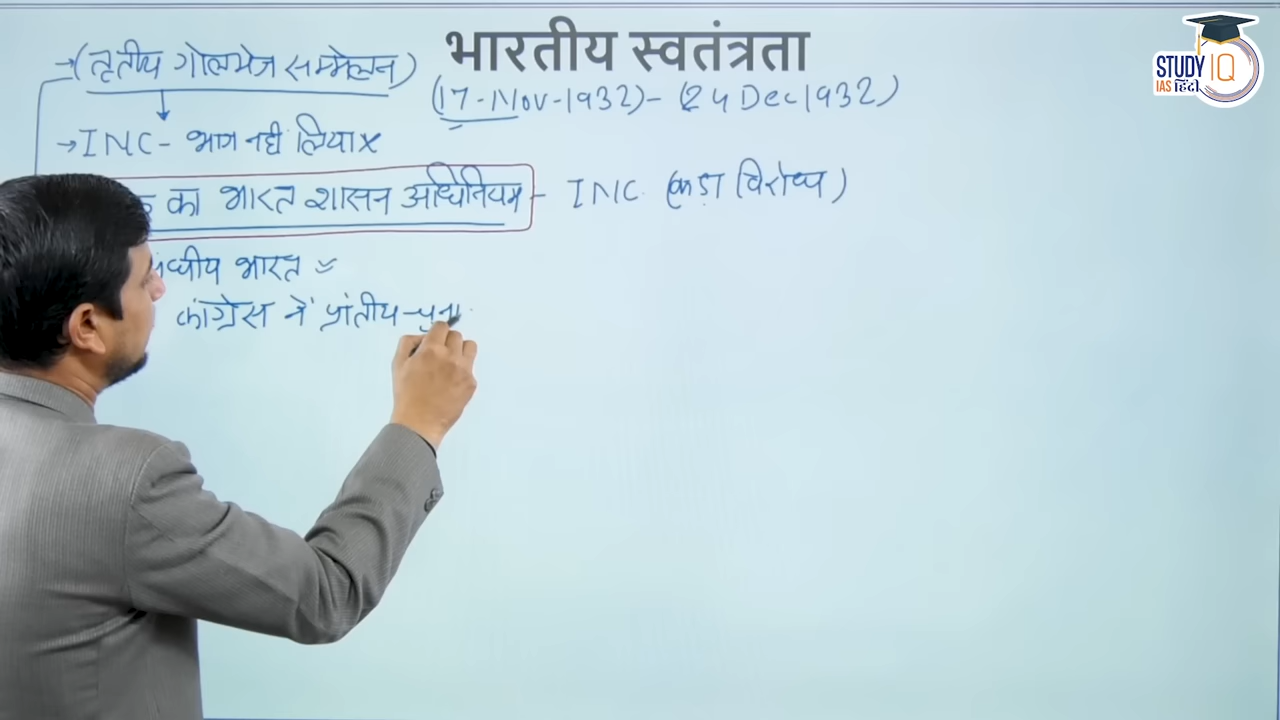 भारतीय स्वतंत्रता
STUDY IQ
IAS हिंदी
→(तृतीय गोलमेज सम्मेलन)
(17-Nov-1932)-(24 Dec 1932)
→INC- भाग नही लिया x
का भारत शासन अधिनियम - INC (कड़ा विरोध)
भारत
कांग्रेस ने प्रांतीय-चुना